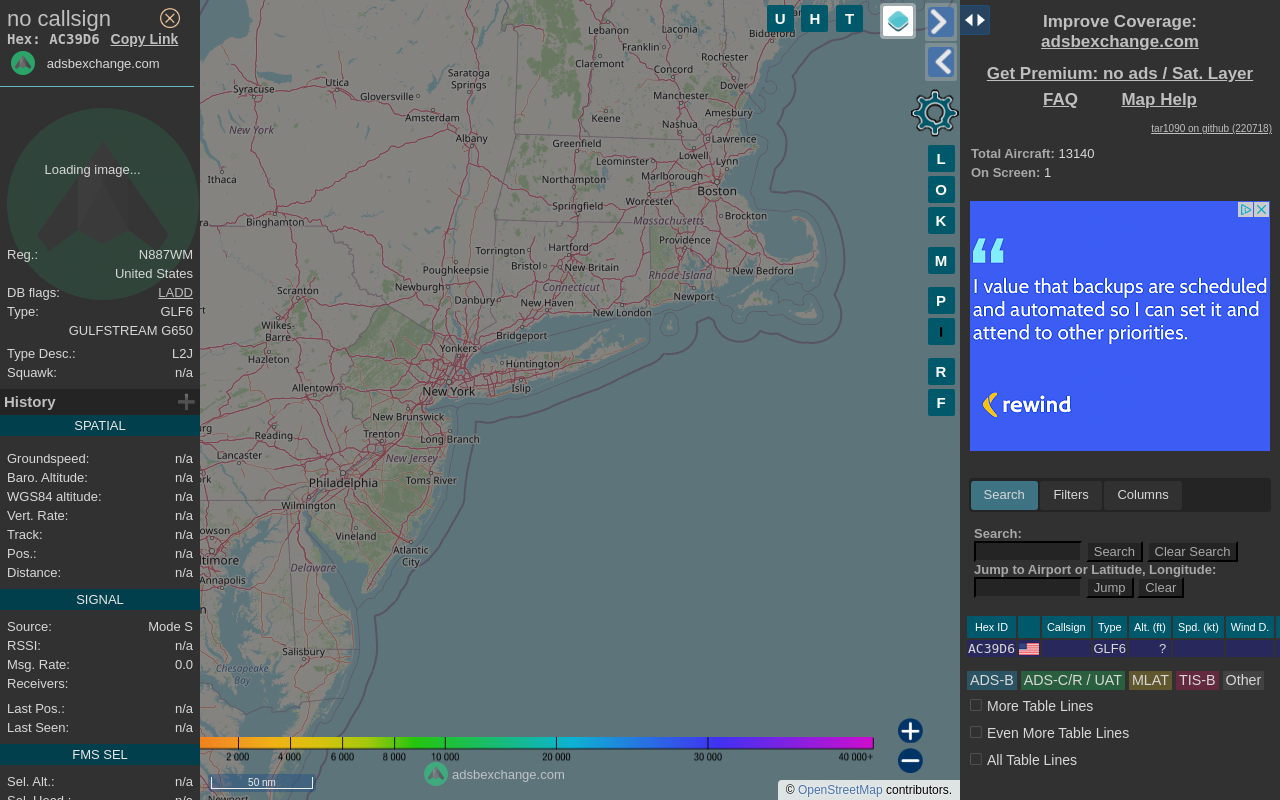 no callsign
Hex: AC39D6 Copy Link
adsbexchange.com
Loading image...
Reg.: N887WM
United States
DB flags: LADD
Type: GLF6
GULFSTREAM G650
Type Desc.: L2J
Squawk: n/a
History
SPATIAL
Groundspeed: n/a
Baro. Altitude: n/a
WGS84 altitude: n/a
Vert. Rate: n/a
Track: n/a
Pos.: n/a
Distance: n/a
SIGNAL
Source: Mode S
RSSI: n/a
Msg. Rate: 0.0
Receivers:
Last Pos.: n/a
Last Seen: n/a
FMS SEL
Sel. Alt.: n/a
U H T
L
O
K
M
P
I
R
F
Lebanon
Laconia
Franklin
Biddeford
Claremont
Rochester
Concord
Saratoga
Springs
Dover
Utica
Gloversville
Syracuse
Manchester
Amesbury
Amsterdam
Keene
Nashua
New York
Albany
Lawrence
Greenfield
Lowell
Leominster
Lynn
Ithaca
Northampton
Marlborough
Boston
Worcester
Springfield
Brockton
Binghamton
Massachusetts
Providence
Torrington
Hartford
Bristol
New Britain
Poughkeepsie
Rhode Island
New Bedford
Newburgh
Connecticut
Scranton
Danbury
New Haven
Newport
New London
Wilkes-
Barre
Bridgeport
Yonkers
Hazleton
Huntington
Allentown
New York
Islip
New Brunswick
Reading
Trenton
Long Branch
Lancaster
New Jersey
Philadelphia
Toms River
Wilmington
Vineland
Atlantic
City
Delaware
Annapolis
Salisbury
Chesapeake
Bay
2 000 4 000 6 000 8 000 10 000 20 000 30 000 40 000+
adsbexchange.com
50 nm
© OpenStreetMap contributors.
Improve Coverage:
adsbexchange.com
Get Premium: no ads / Sat. Layer
FAQ Map Help
tar1090 on github (220718)
Total Aircraft: 13140
On Screen: 1
I value that backups are scheduled
and automated so I can set it and
attend to other priorities.
rewind
Search Filters Columns
Search:
Search Clear Search
Jump to Airport or Latitude, Longitude:
Jump Clear
Hex ID Callsign Type Alt. (ft) Spd. (kt) Wind D.
AC39D6 GLF6 ?
ADS-B ADS-C/R / UAT MLAT TIS-B Other
More Table Lines
Even More Table Lines
All Table Lines